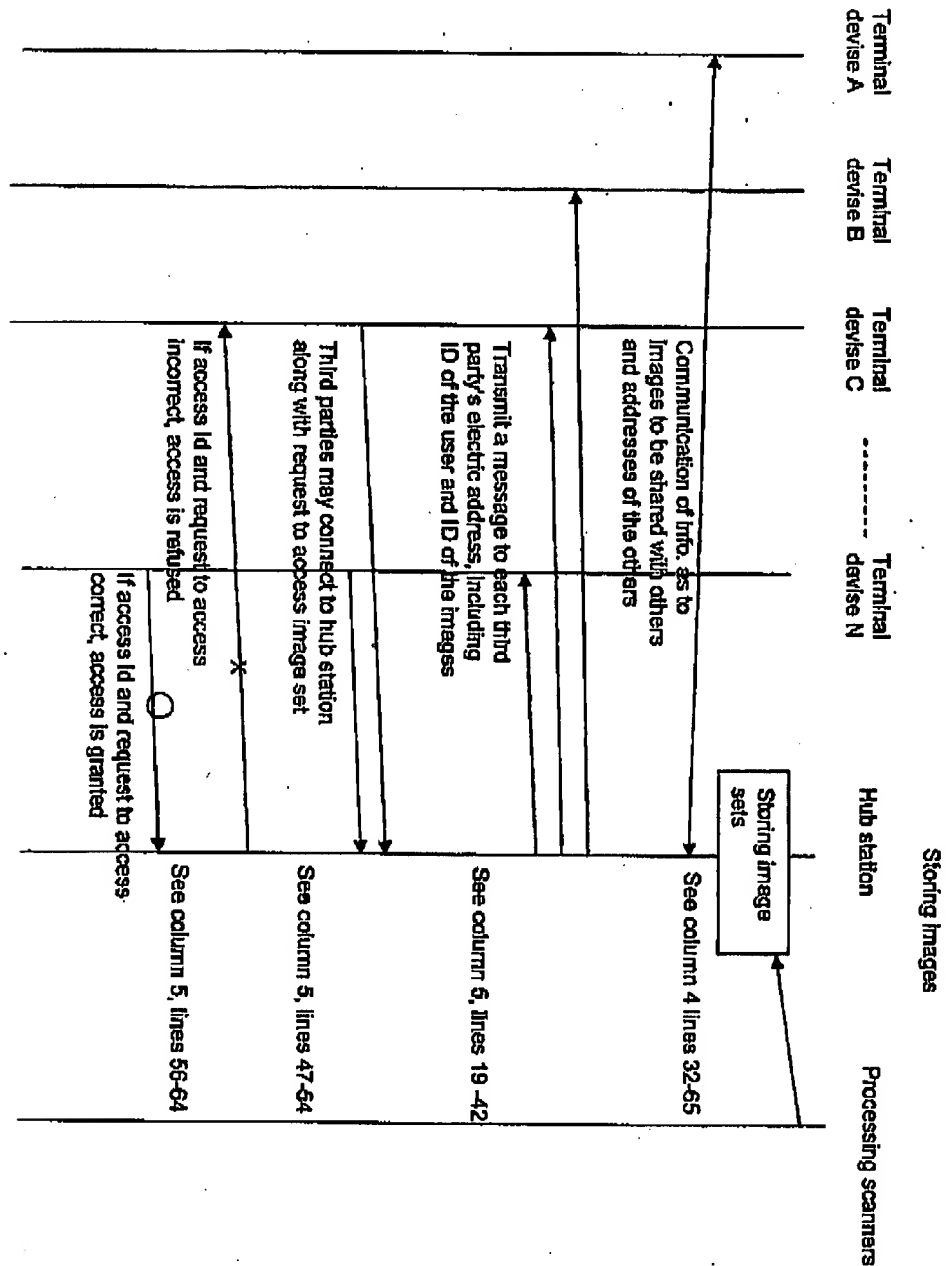 Storing images
Terminal
devise A
Terminal
devise B
Terminal
devise C
--------
Terminal
devise N
Hub station
Processing scanners
Storing image
sets
Communication of info. as to
images to be shared with others
and addresses of the others
See column 4 lines 32-65
Transmit a message to each third
party's electric address, including
ID of the user and ID of the images
See column 5, lines 19-42
Third parties may connect to hub station
along with request to access image set
See column 5, lines 47-54
If access id and request to access
incorrect, access is refused
X
If access id and request to access
correct, access is granted
See column 5, lines 56-64